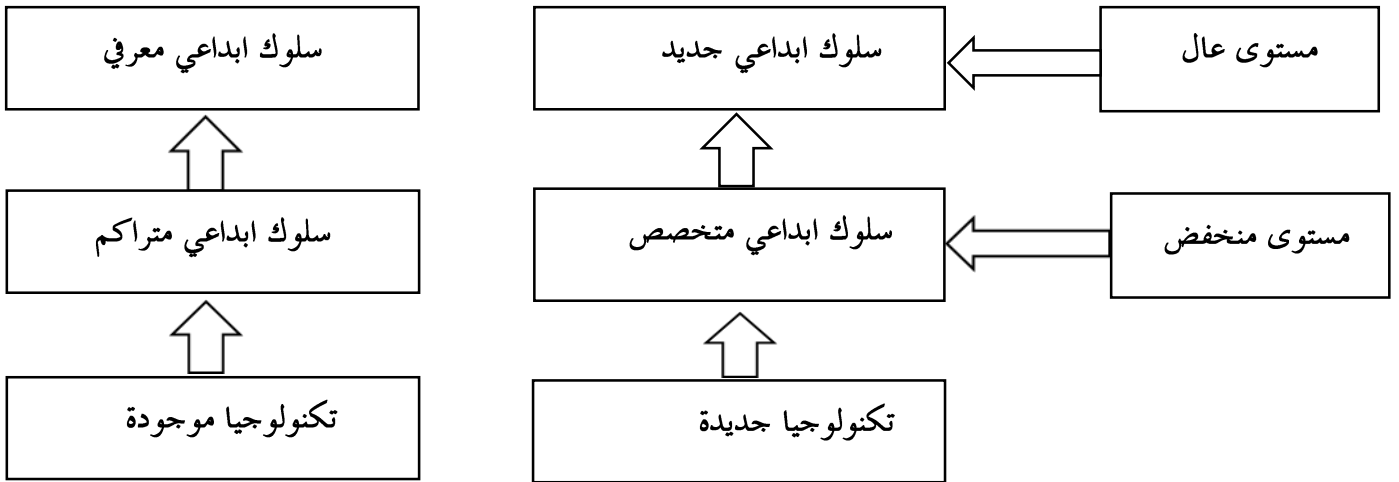 مستوى عال
سلوك ابداعي جديد
سلوك ابداعي معرفي
مستوى منخفض
سلوك ابداعي متخصص
سلوك ابداعي متراكم
تكنولوجيا جديدة
تكنولوجيا موجودة